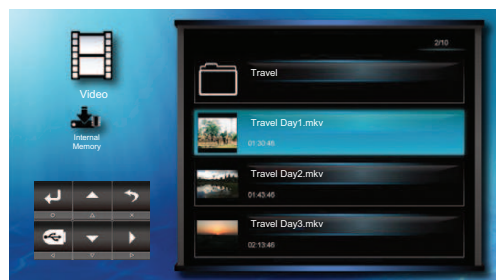 Video
Internal
Memory
2/10
Travel
Travel Day1.mkv
01:30:46
Travel Day2.mkv
01:43:46
Travel Day3.mkv
02:13:46